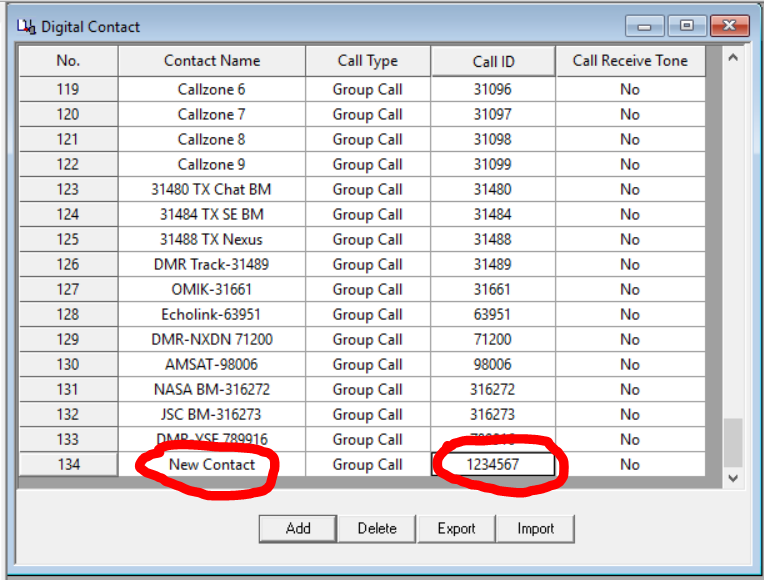 Digital Contact
No. Contact Name Call Type Call ID Call Receive Tone
119 Callzone 6 Group Call 31096 No
120 Callzone 7 Group Call 31097 No
121 Callzone 8 Group Call 31098 No
122 Callzone 9 Group Call 31099 No
123 31480 TX Chat BM Group Call 31480 No
124 31484 TX SE BM Group Call 31484 No
125 31488 TX Nexus Group Call 31488 No
126 DMR Track-31489 Group Call 31489 No
127 OMIK-31661 Group Call 31661 No
128 Echolink-63951 Group Call 63951 No
129 DMR-NXDN 71200 Group Call 71200 No
130 AMSAT-98006 Group Call 98006 No
131 NASA BM-316272 Group Call 316272 No
132 JSC BM-316273 Group Call 316273 No
133 DMR-YSF 789916 Group Call No
134 New Contact Group Call 1234567 No
Add Delete Export Import